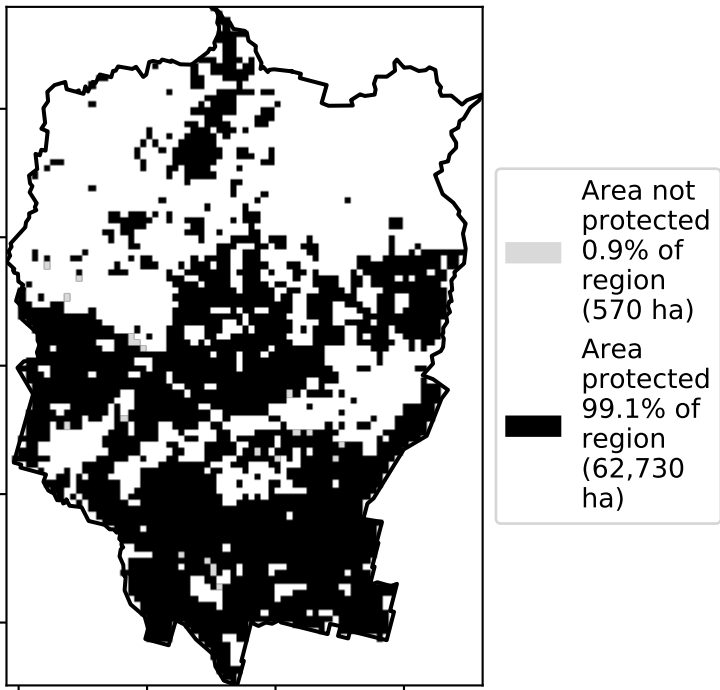 Area not
protected
0.9% of
region
(570 ha)
Area
protected
99.1% of
region
(62,730
ha)